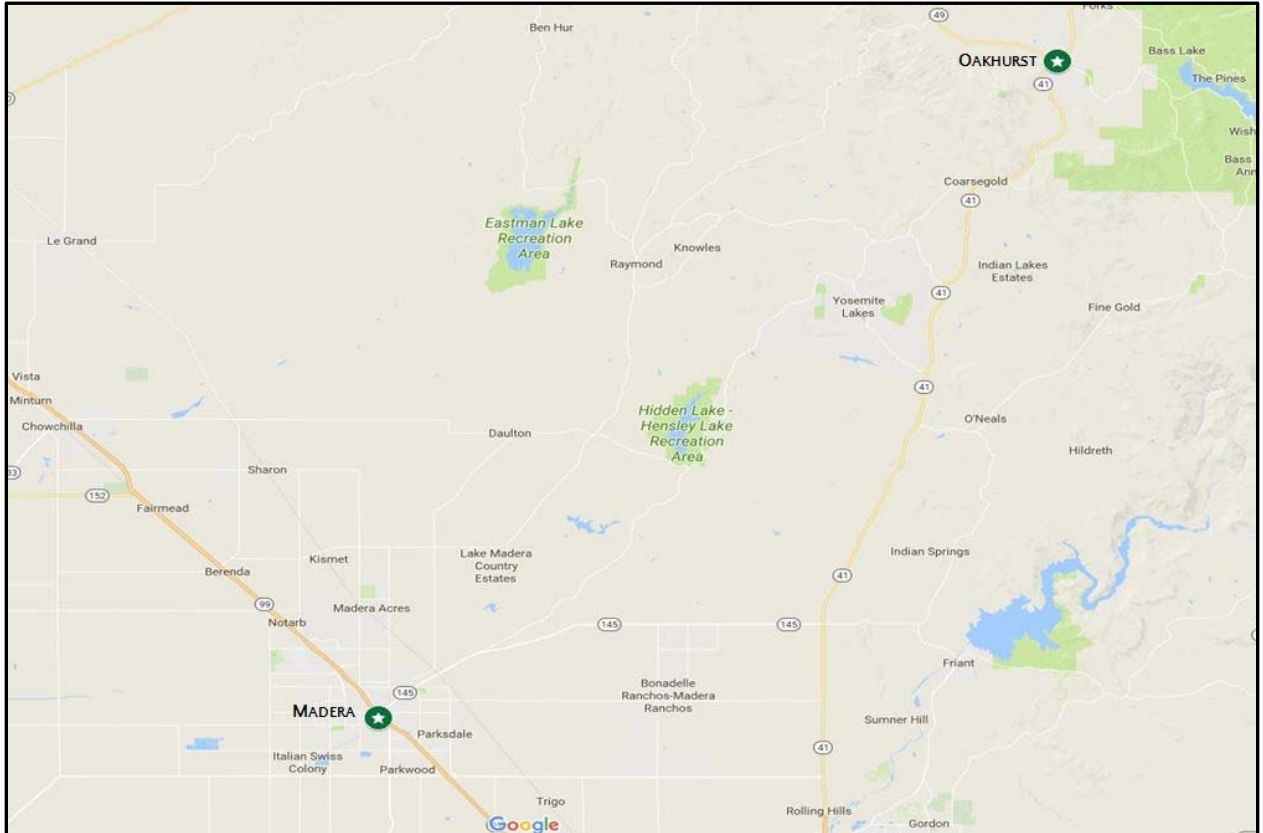 Ben Hur
49
Forks
OAKHURST
41
Bass Lake
The Pines
Wish
Bass
Ann
Coarsegold
41
Eastman Lake
Recreation
Area
Le Grand
Knowles
Raymond
Indian Lakes
Estates
41
Yosemite
Lakes
Fine Gold
Vista
Minturn
Chowchilla
41
Hidden Lake -
Hensley Lake
Recreation
Area
O'Neals
Daulton
Hildreth
Sharon
33
152
Fairmead
Kismet
Lake Madera
Country
Estates
Indian Springs
Berenda
41
99
Madera Acres
Notarb
145
145
Friant
145
Bonadelle
Ranchos-Madera
Ranchos
MADERA
Sumner Hill
Parksdale
41
Italian Swiss
Colony
Parkwood
Trigo
Rolling Hills
Google
Gordon